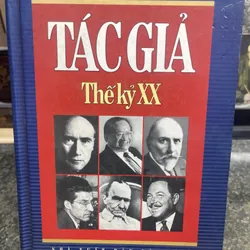 TÁC GIẢ
Thế kỷ XX